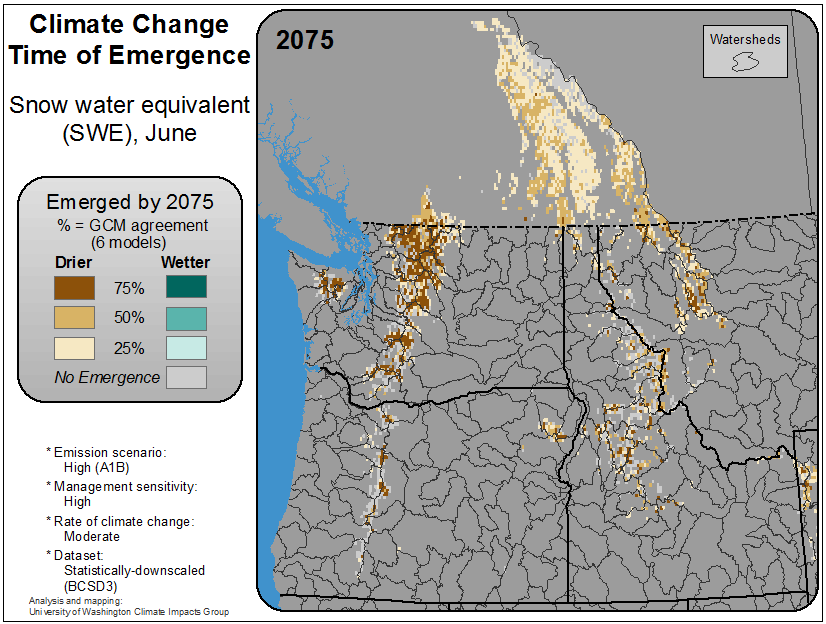 Climate Change
Time of Emergence
Snow water equivalent
(SWE), June
Emerged by 2075
% = GCM agreement
(6 models)
Drier Wetter
75%
50%
25%
No Emergence
* Emission scenario:
High (A1B)
* Management sensitivity:
High
* Rate of climate change:
Moderate
* Dataset:
Statistically-downscaled
(BCSD3)
Analysis and mapping:
University of Washington Climate Impacts Group
2075
Watersheds